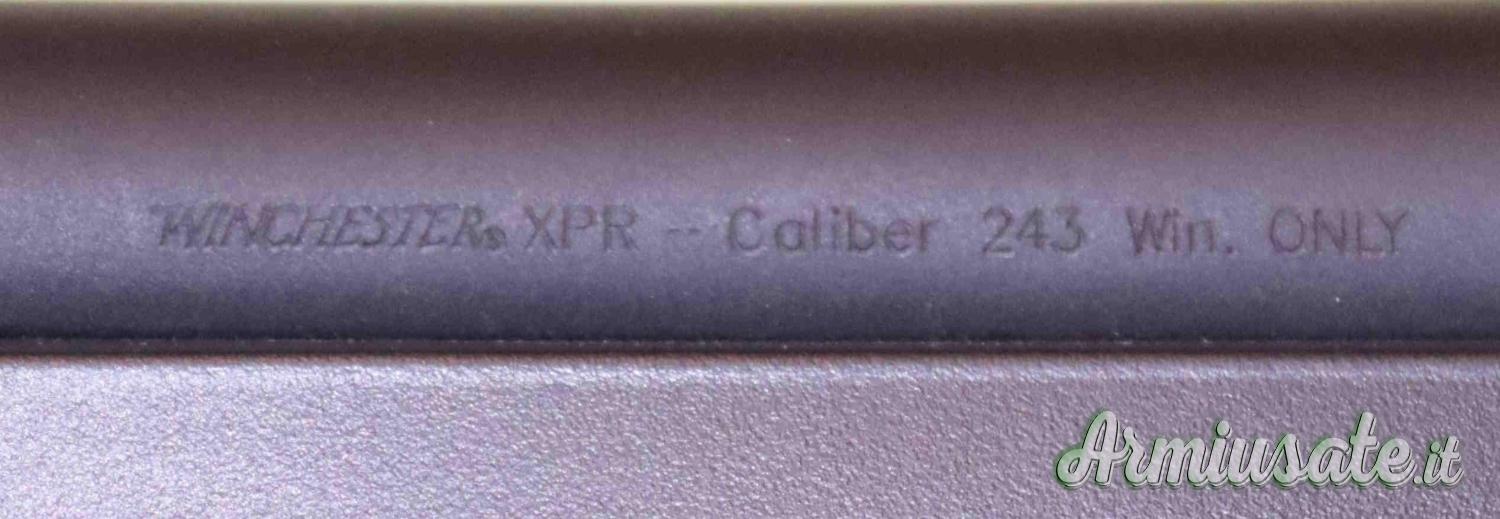 WINCHESTER® XPR -- Caliber 243 Win. ONLY
Armiusate.it